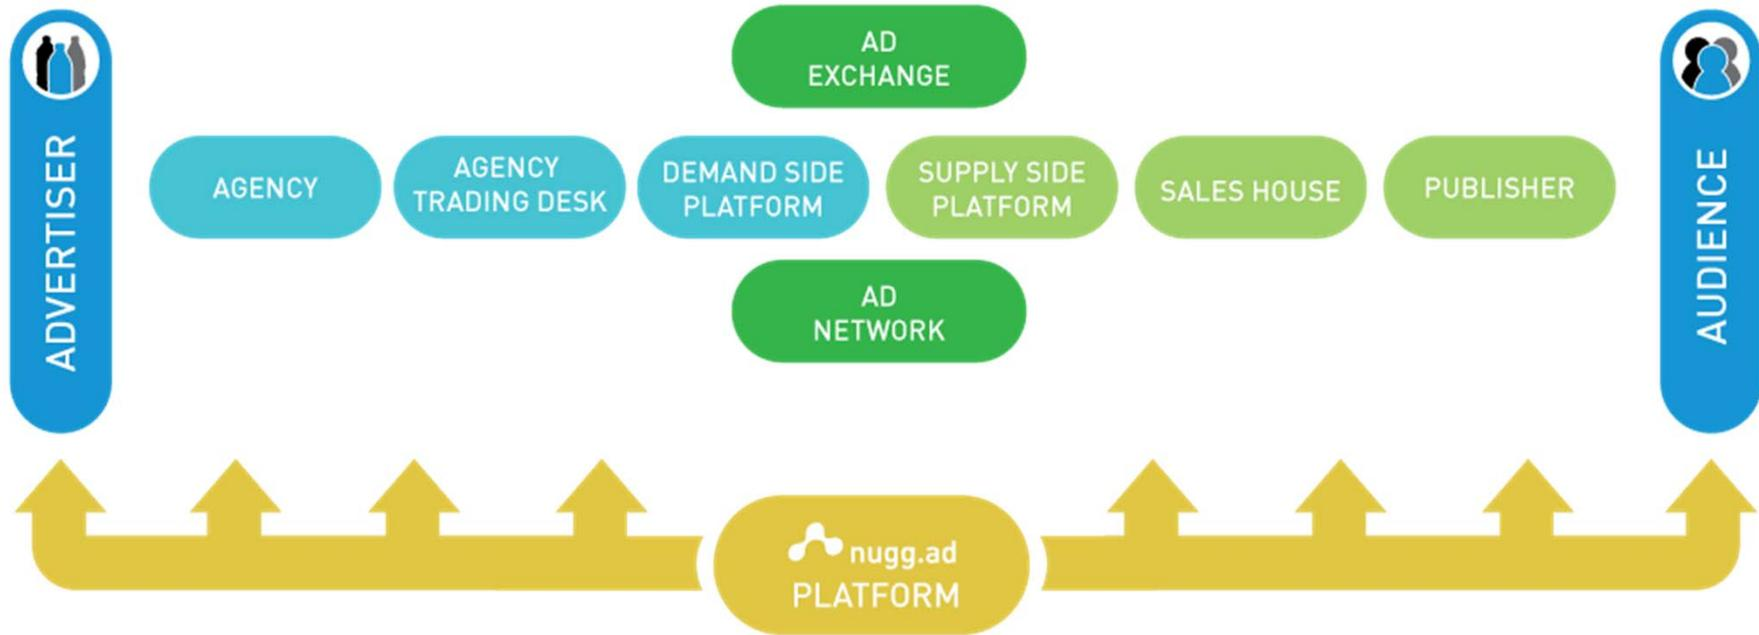 AD
EXCHANGE
ADVERTISER
AGENCY
AGENCY
TRADING DESK
DEMAND SIDE
PLATFORM
SUPPLY SIDE
PLATFORM
SALES HOUSE
PUBLISHER
AUDIENCE
AD
NETWORK
nugg.ad
PLATFORM